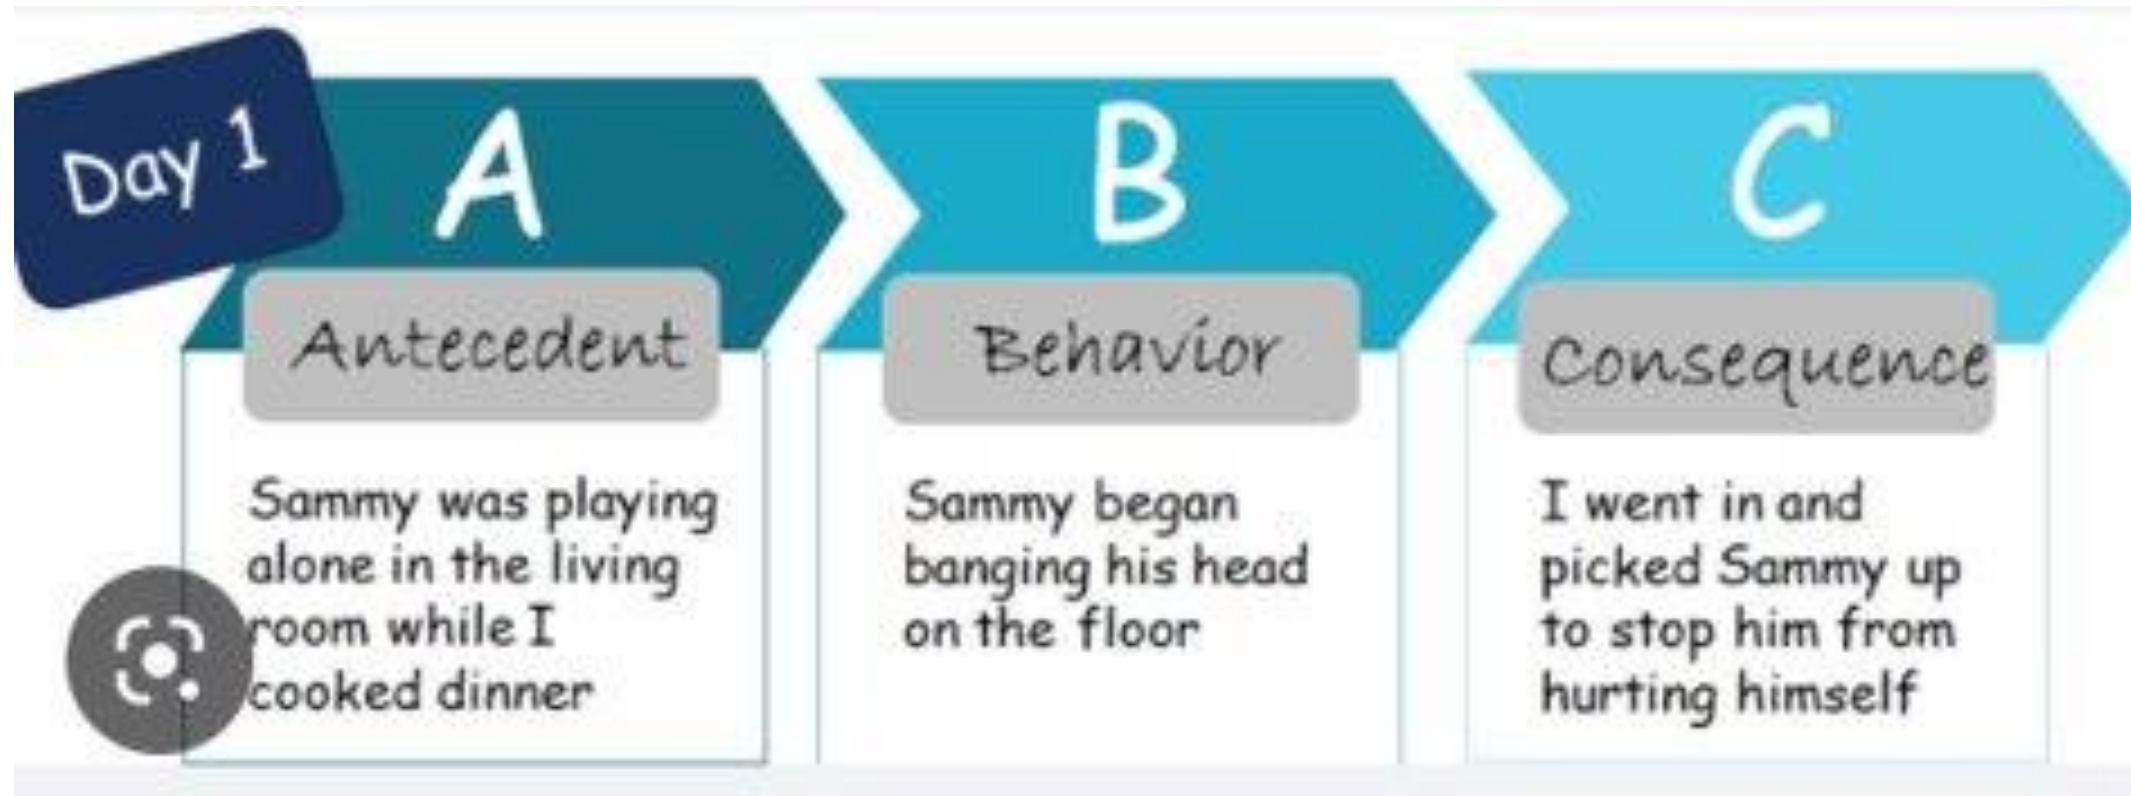 Day 1
A
B
C
Antecedent
Behavior
Consequence
Sammy was playing
alone in the living
room while I
cooked dinner
Sammy began
banging his head
on the floor
I went in and
picked Sammy up
to stop him from
hurting himself